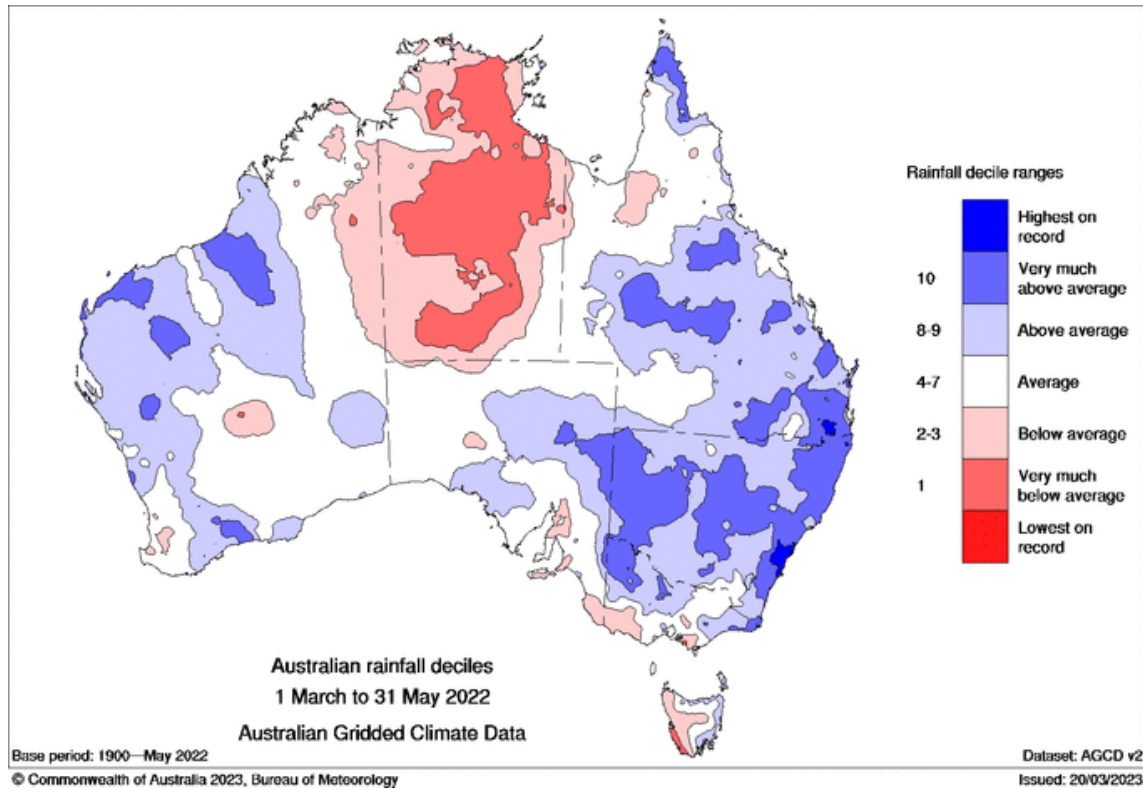 Rainfall decile ranges
Highest on
record
10
Very much
above average
8-9
Above average
4-7
Average
2-3
Below average
1
Very much
below average
Lowest on
record
Australian rainfall deciles
1 March to 31 May 2022
Australian Gridded Climate Data
Base period: 1900—May 2022
Dataset: AGCD v2
© Commonwealth of Australia 2023, Bureau of Meteorology
Issued: 20/03/2023